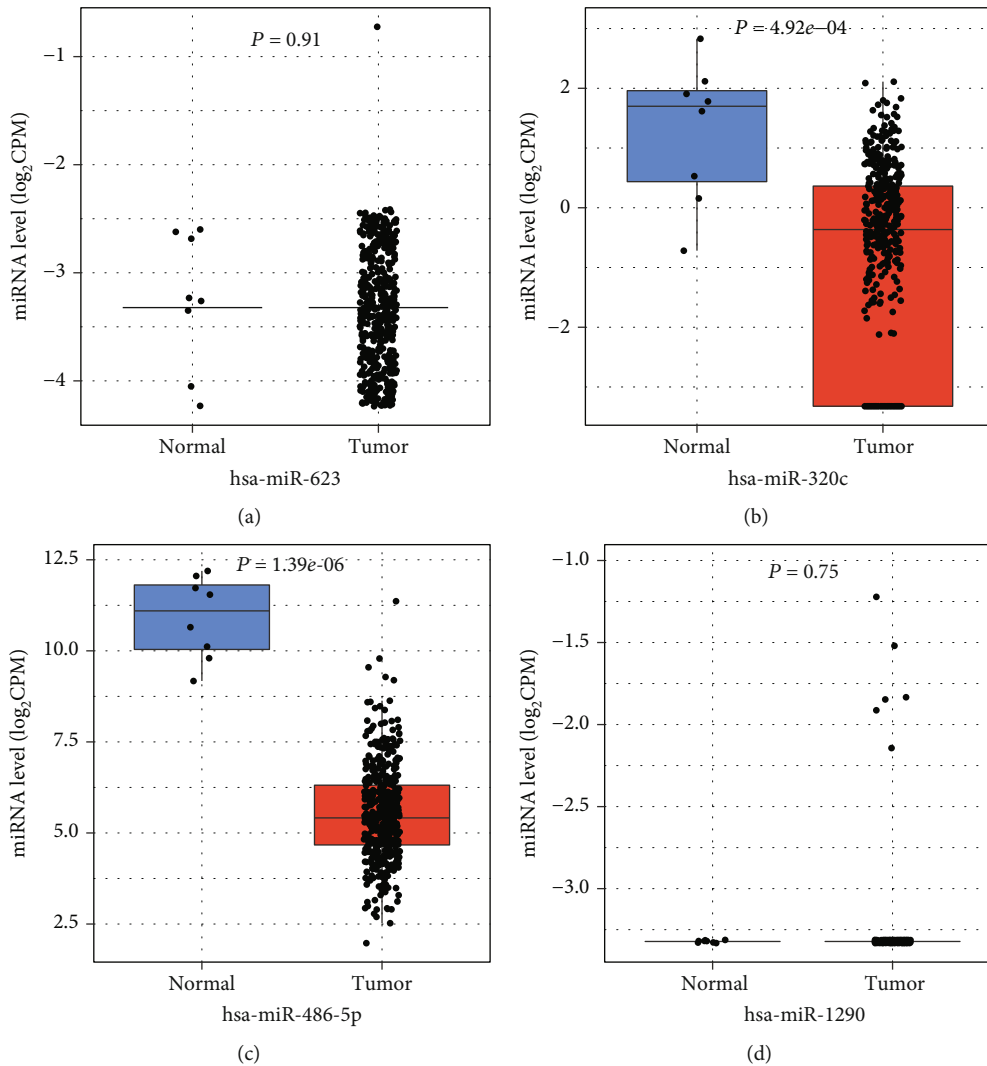 P = 0.91
miRNA level (log₂CPM)
−1
−2
−3
−4
Normal
Tumor
hsa-miR-623
(a)
P = 4.92e−04
miRNA level (log₂CPM)
2
0
−2
Normal
Tumor
hsa-miR-320c
(b)
P = 1.39e-06
miRNA level (log₂CPM)
12.5
10.0
7.5
5.0
2.5
Normal
Tumor
hsa-miR-486-5p
(c)
P = 0.75
miRNA level (log₂CPM)
−1.0
−1.5
−2.0
−2.5
−3.0
Normal
Tumor
hsa-miR-1290
(d)